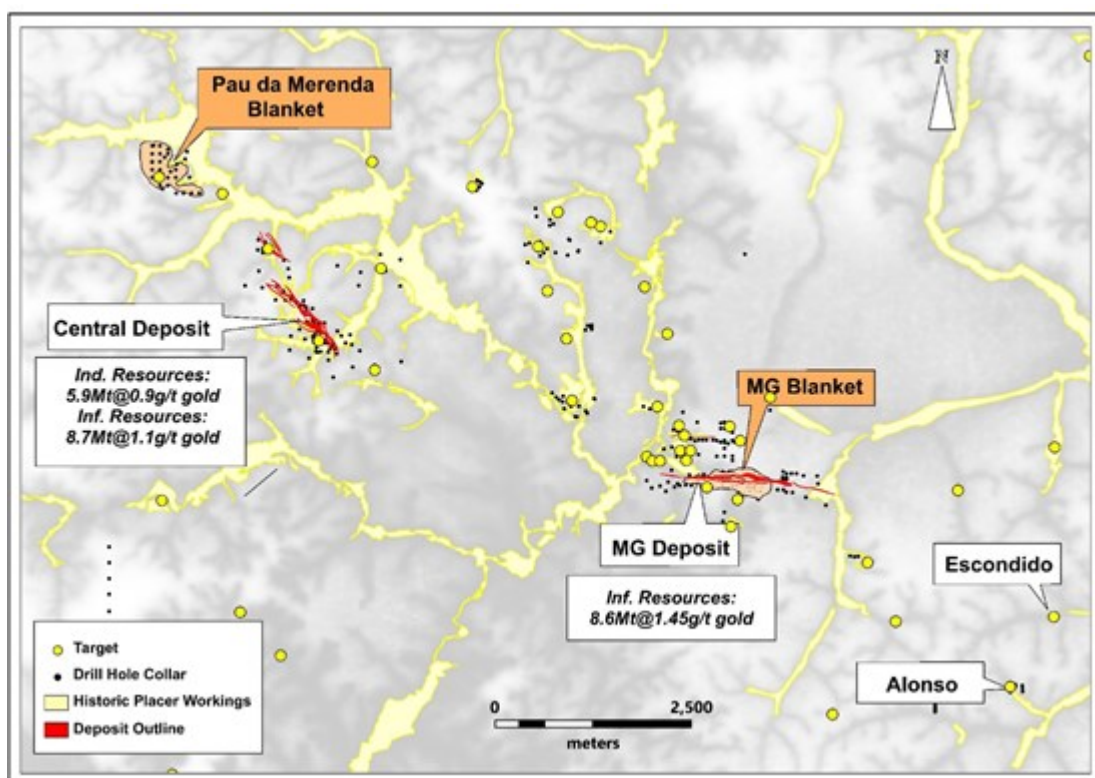 Pau da Merenda
Blanket
N
Central Deposit
Ind. Resources:
5.9Mt@0.9g/t gold
Inf. Resources:
8.7Mt@1.1g/t gold
MG Blanket
MG Deposit
Inf. Resources:
8.6Mt@1.45g/t gold
Escondido
Alonso
Target
Drill Hole Collar
Historic Placer Workings
Deposit Outline
0 2,500
meters